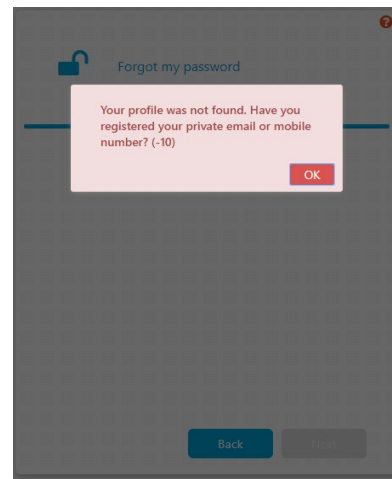 ?
Forgot my password
Your profile was not found. Have you
registered your private email or mobile
number? (-10)
OK
Back
Next